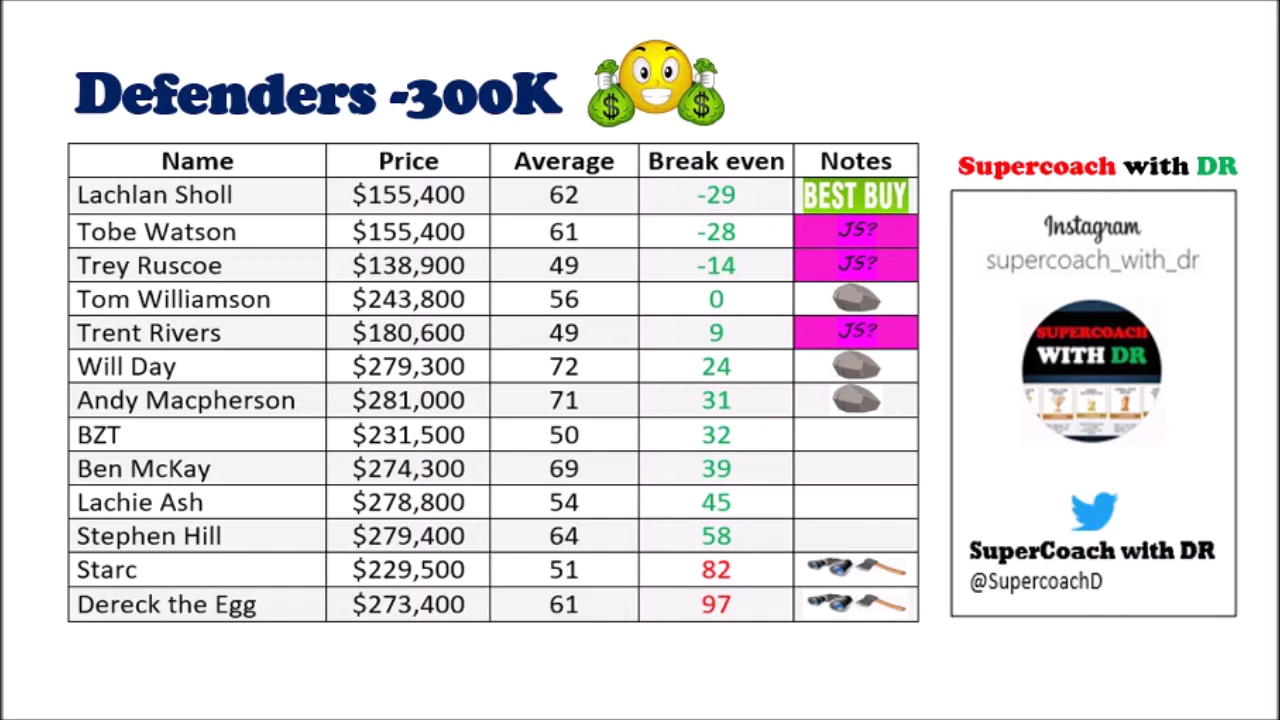 Defenders -300K
Name Price Average Break even Notes
Lachlan Sholl $155,400 62 -29 BEST BUY
Tobe Watson $155,400 61 -28 JS?
Trey Ruscoe $138,900 49 -14 JS?
Tom Williamson $243,800 56 0
Trent Rivers $180,600 49 9 JS?
Will Day $279,300 72 24
Andy Macpherson $281,000 71 31
BZT $231,500 50 32
Ben McKay $274,300 69 39
Lachie Ash $278,800 54 45
Stephen Hill $279,400 64 58
Starc $229,500 51 82
Dereck the Egg $273,400 61 97
Supercoach with DR
Instagram
supercoach_with_dr
SUPERCOACH
WITH DR
SuperCoach with DR
@SupercoachD